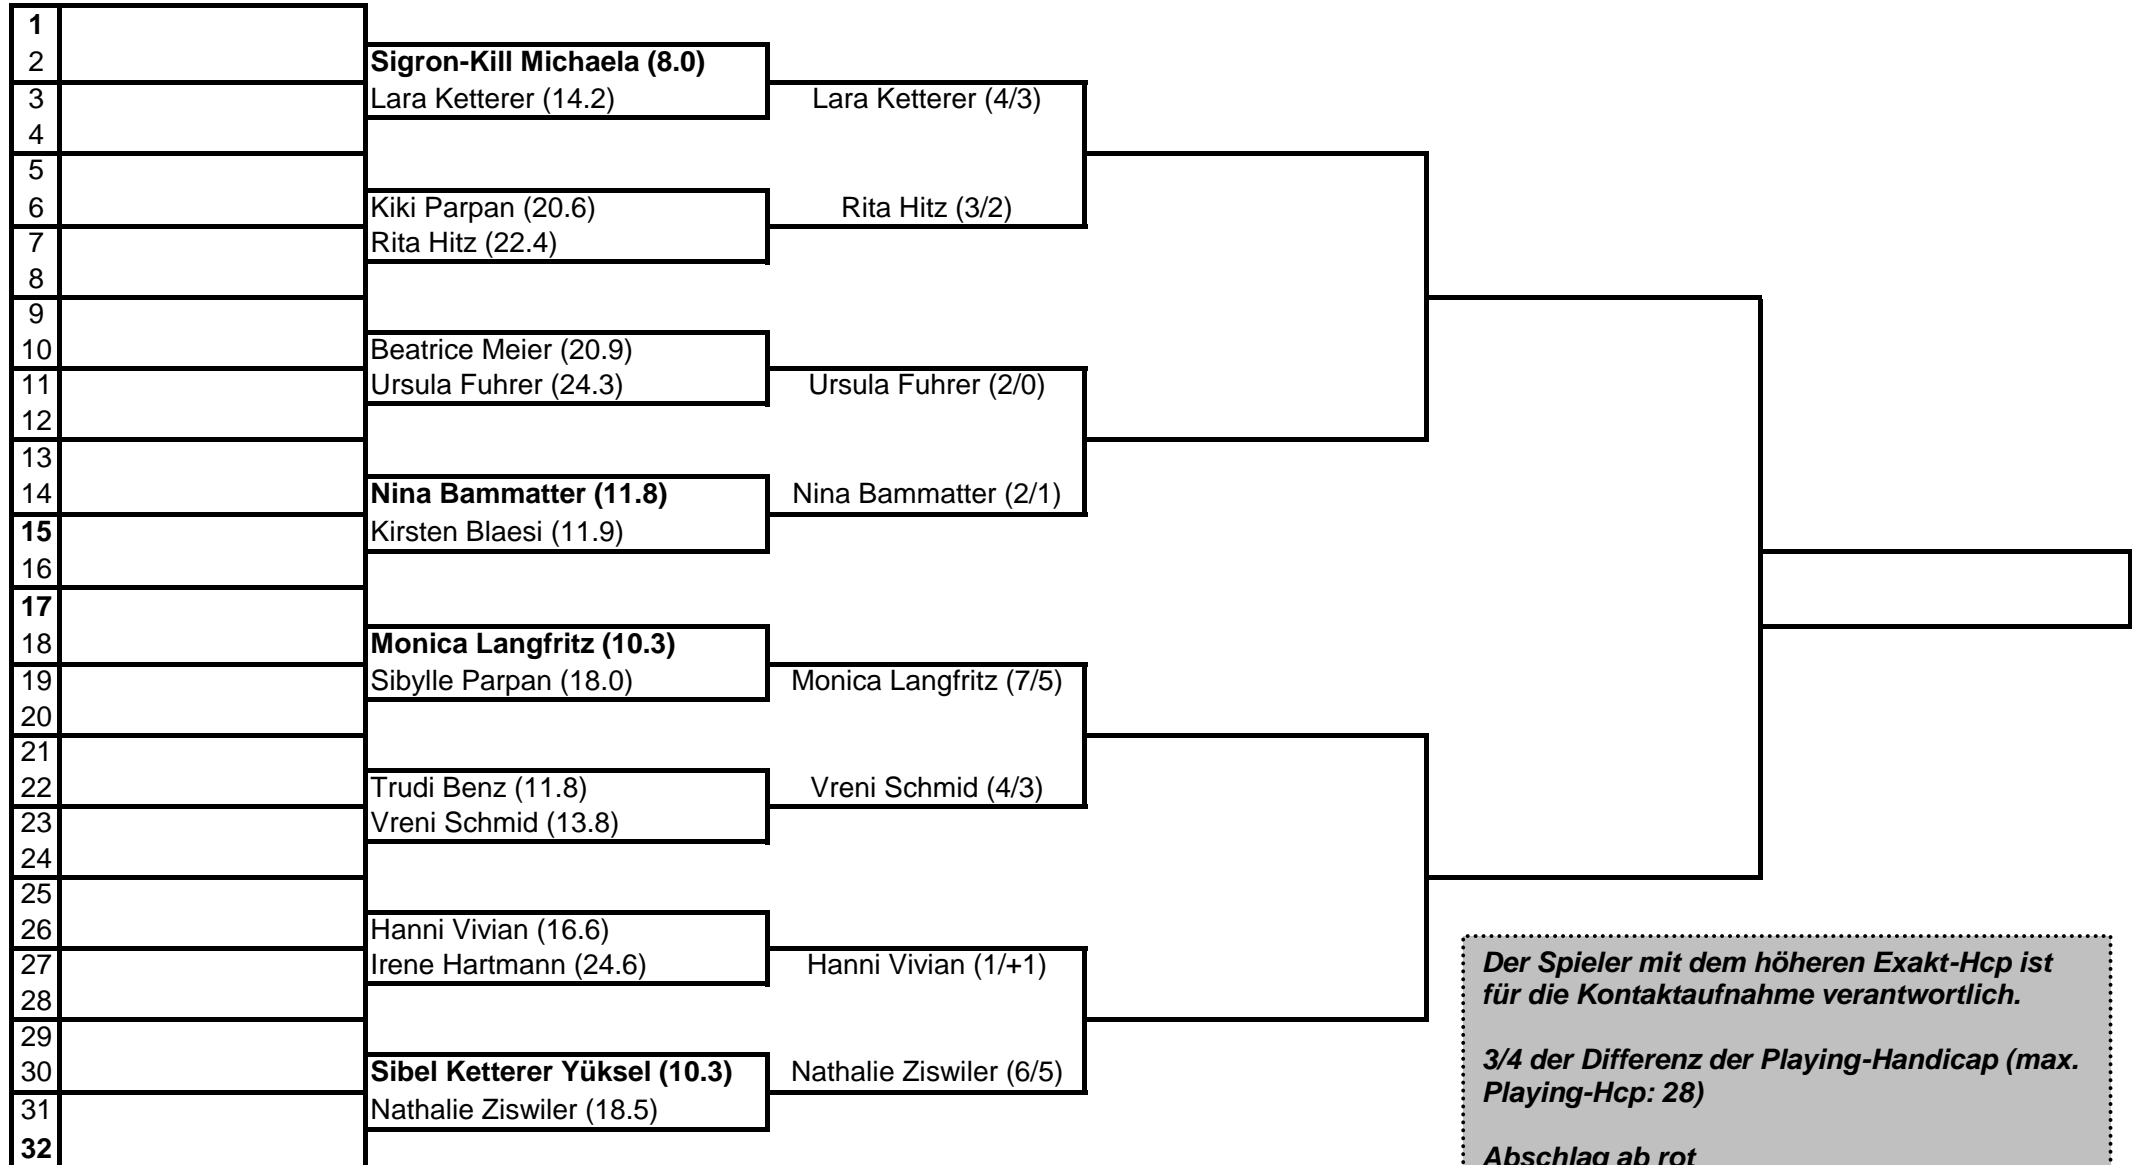 1
2
Sigron-Kill Michaela (8.0)
3
Lara Ketterer (14.2)
Lara Ketterer (4/3)
4
5
6
Kiki Parpan (20.6)
Rita Hitz (3/2)
7
Rita Hitz (22.4)
8
9
10
Beatrice Meier (20.9)
11
Ursula Fuhrer (24.3)
Ursula Fuhrer (2/0)
12
13
14
Nina Bammatter (11.8)
Nina Bammatter (2/1)
15
Kirsten Blaesi (11.9)
16
17
18
Monica Langfritz (10.3)
19
Sibylle Parpan (18.0)
Monica Langfritz (7/5)
20
21
22
Trudi Benz (11.8)
Vreni Schmid (4/3)
23
Vreni Schmid (13.8)
24
25
26
Hanni Vivian (16.6)
27
Irene Hartmann (24.6)
Hanni Vivian (1/+1)
28
29
30
Sibel Ketterer Yüksel (10.3)
Nathalie Ziswiler (6/5)
31
Nathalie Ziswiler (18.5)
32
Der Spieler mit dem höheren Exakt-Hcp ist
für die Kontaktaufnahme verantwortlich.
3/4 der Differenz der Playing-Handicap (max.
Playing-Hcp: 28)
Abschlag ab rot